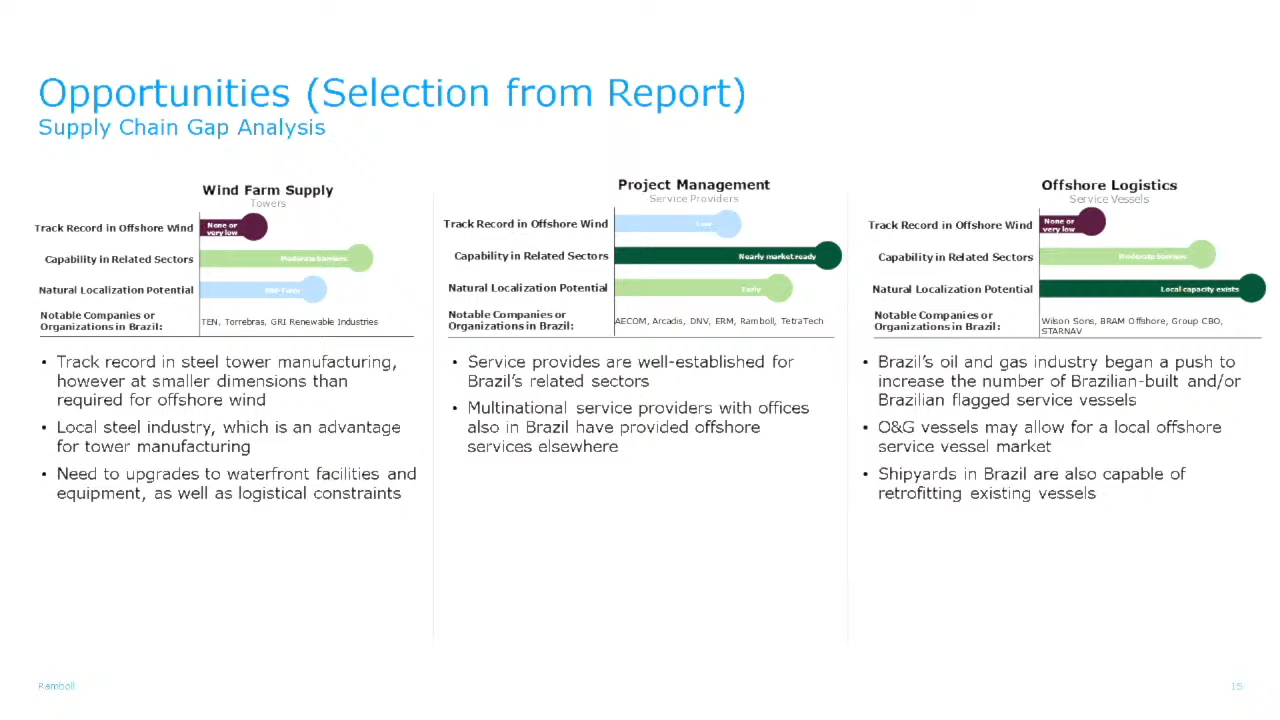 Opportunities (Selection from Report)
Supply Chain Gap Analysis
Wind Farm Supply
Towers
Track Record in Offshore Wind
None or
very low
Capability in Related Sectors
Moderate barriers
Natural Localization Potential
Mid-Term
Notable Companies or
Organizations in Brazil:
TEN, Torrebras, GRI Renewable Industries
• Track record in steel tower manufacturing,
however at smaller dimensions than
required for offshore wind
• Local steel industry, which is an advantage
for tower manufacturing
• Need to upgrades to waterfront facilities and
equipment, as well as logistical constraints
Project Management
Service Providers
Track Record in Offshore Wind
Low
Capability in Related Sectors
Nearly market ready
Natural Localization Potential
Early
Notable Companies or
Organizations in Brazil:
AECOM, Arcadis, DNV, ERM, Ramboll, TetraTech
• Service provides are well-established for
Brazil's related sectors
• Multinational service providers with offices
also in Brazil have provided offshore
services elsewhere
Offshore Logistics
Service Vessels
Track Record in Offshore Wind
None or
very low
Capability in Related Sectors
Moderate barriers
Natural Localization Potential
Local capacity exists
Notable Companies or
Organizations in Brazil:
Wilson Sons, BRAM Offshore, Group CBO,
STARNAV
• Brazil's oil and gas industry began a push to
increase the number of Brazilian-built and/or
Brazilian flagged service vessels
• O&G vessels may allow for a local offshore
service vessel market
• Shipyards in Brazil are also capable of
retrofitting existing vessels
Ramboll
15